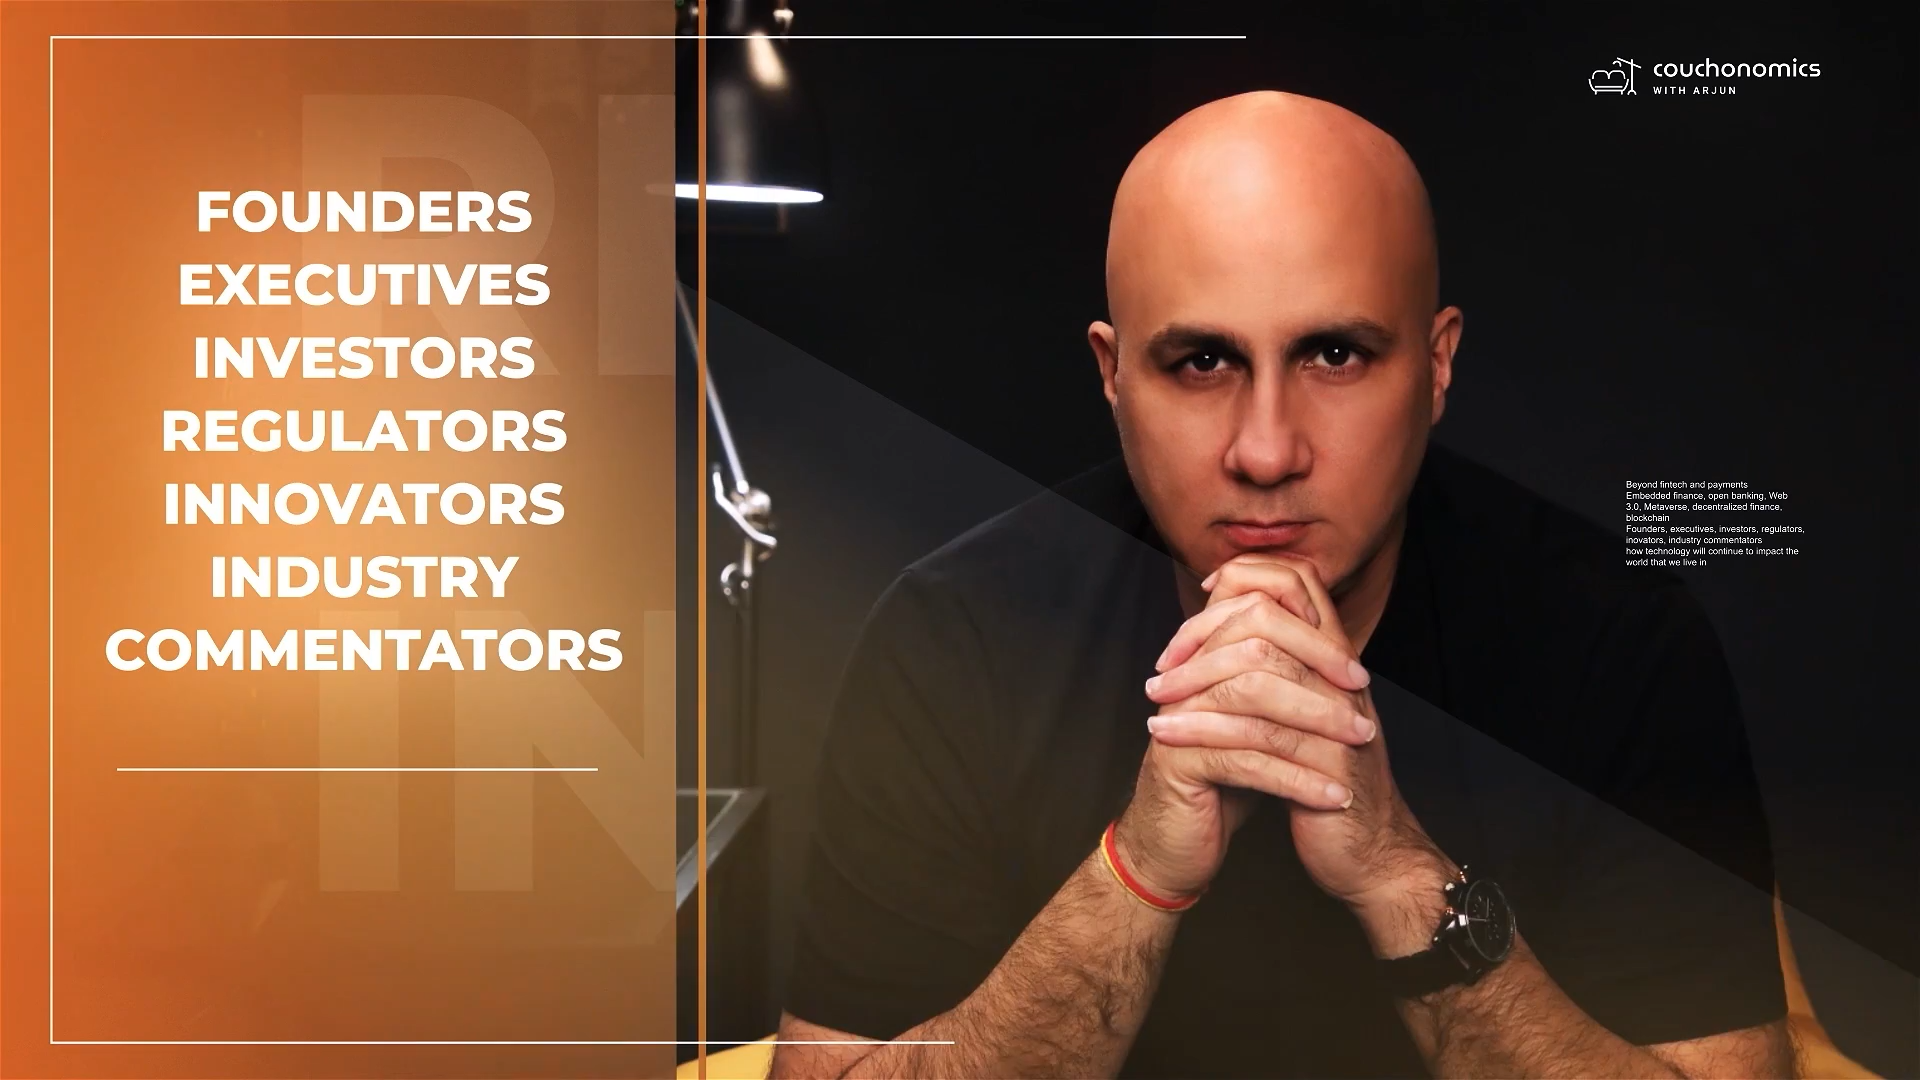 FOUNDERS
EXECUTIVES
INVESTORS
REGULATORS
INNOVATORS
INDUSTRY
COMMENTATORS
couchonomics
WITH ARJUN
Beyond fintech and payments
Embedded finance, open banking, Web
3.0, Metaverse, decentralized finance,
blockchain
Founders, executives, investors, regulators,
inovators, industry commentators
how technology will continue to impact the
world that we live in